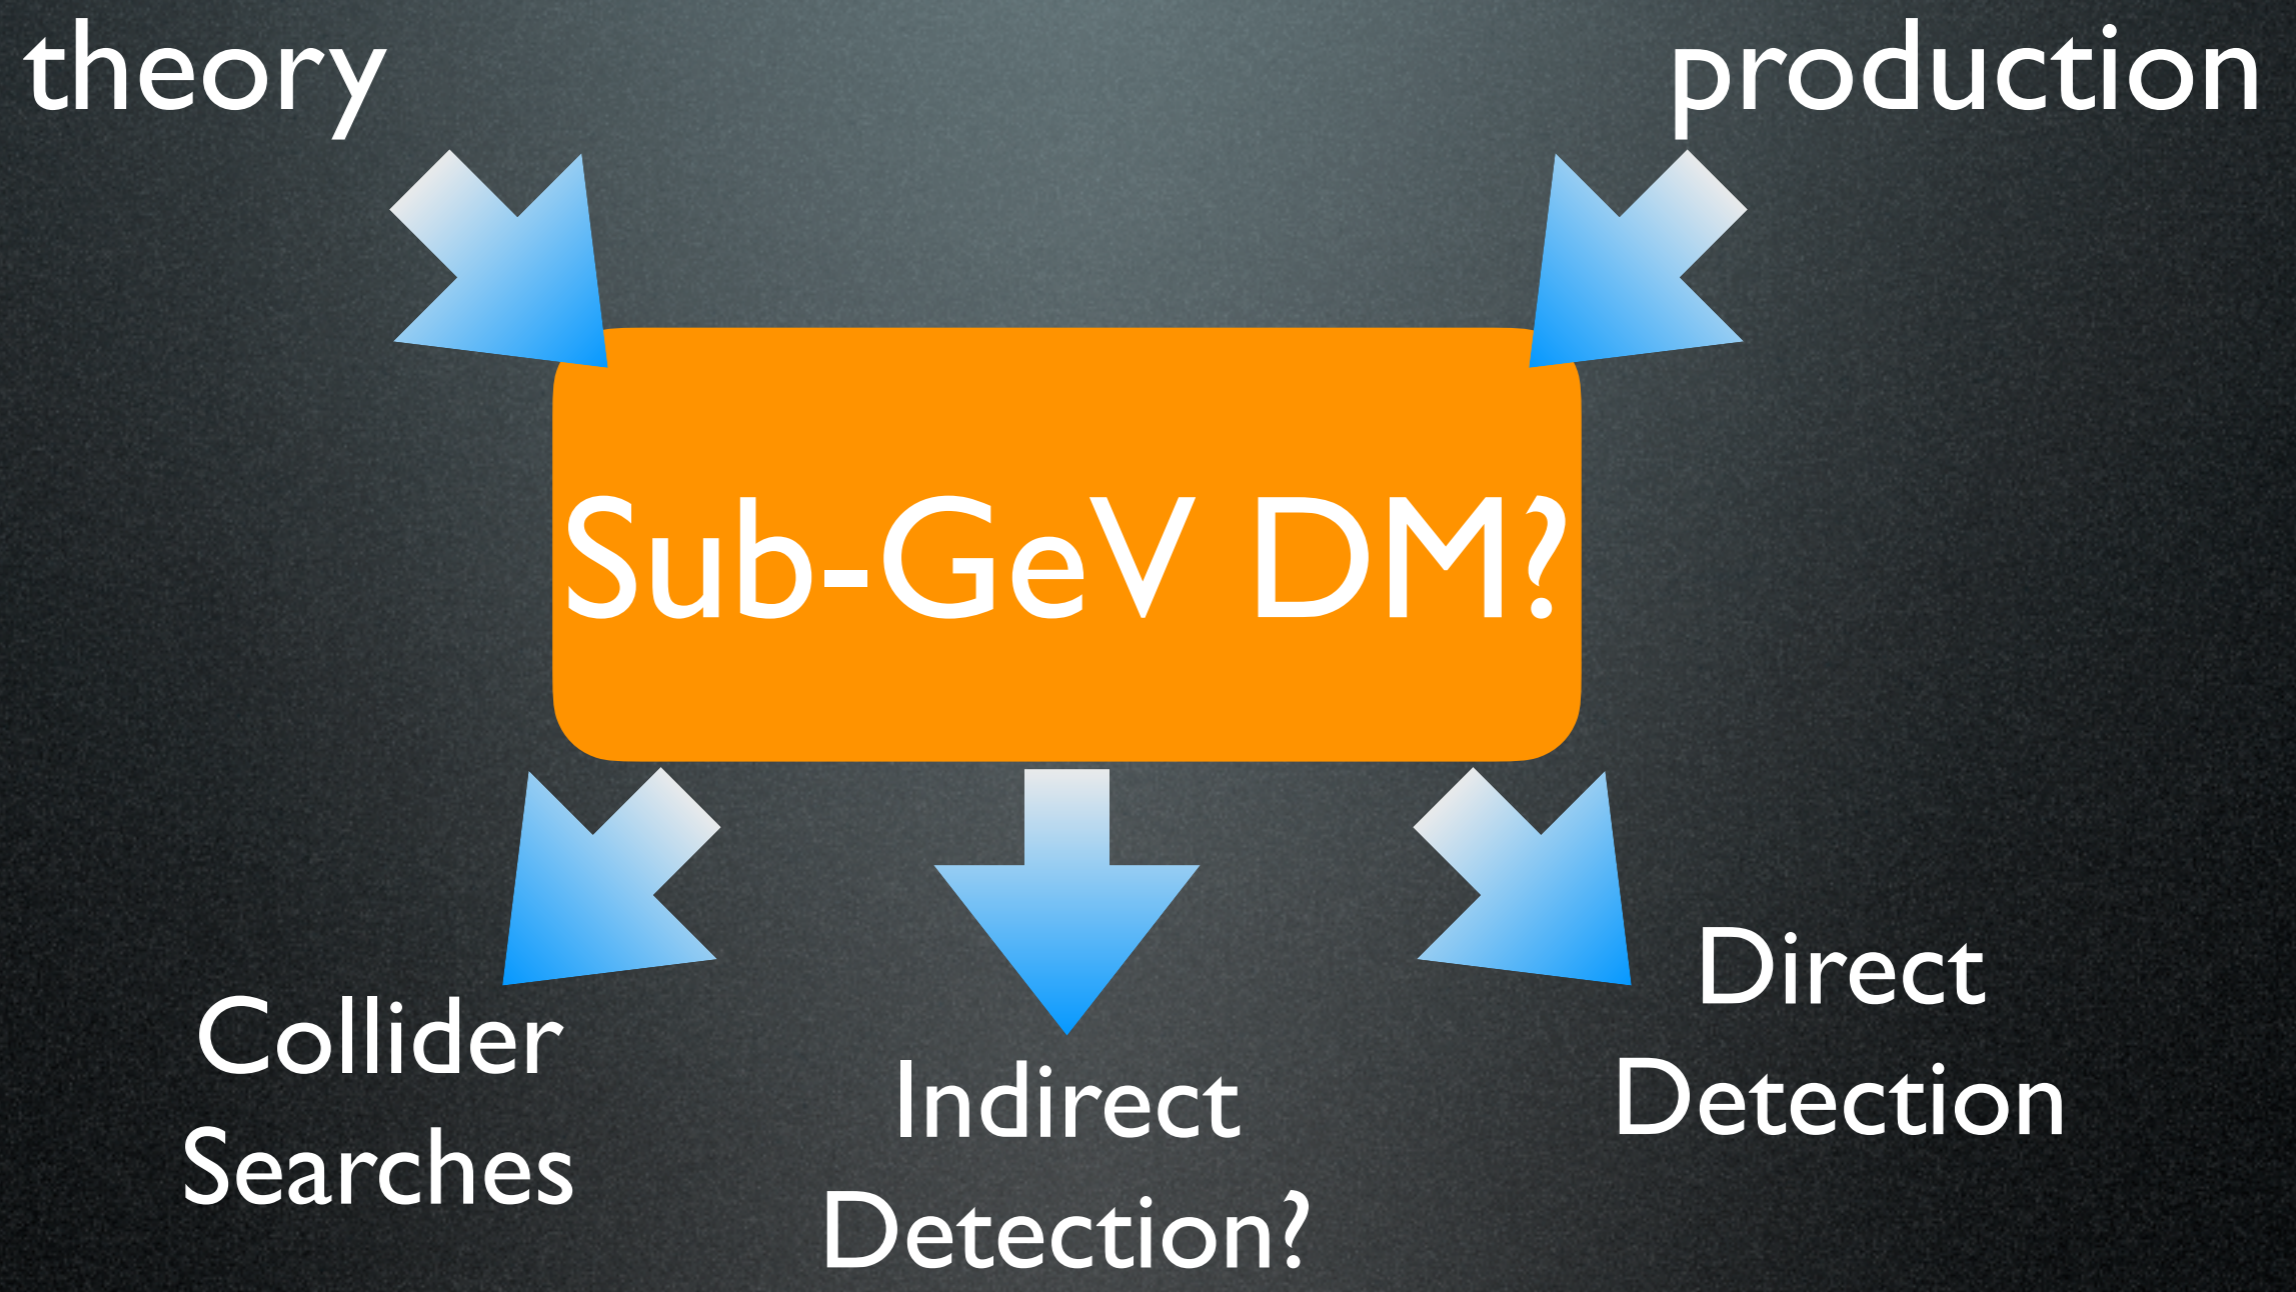 theory
production
Sub-GeV DM?
Collider
Searches
Indirect
Detection?
Direct
Detection